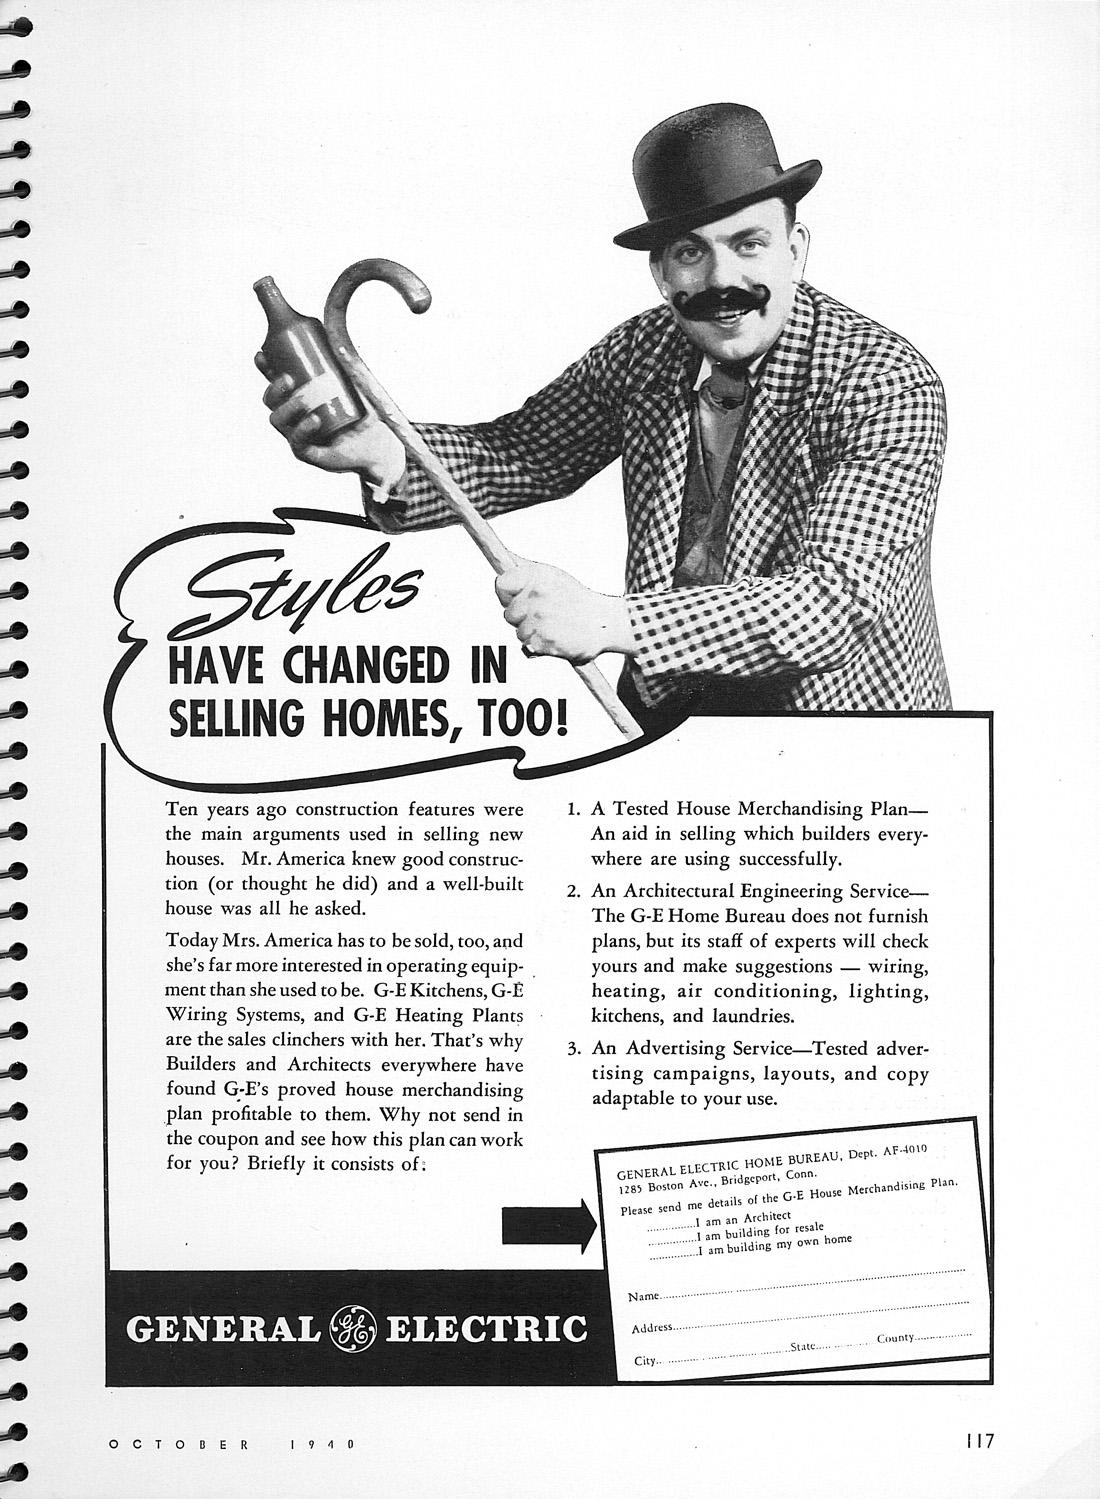 Styles
HAVE CHANGED IN
SELLING HOMES, TOO!
Ten years ago construction features were
the main arguments used in selling new
houses. Mr. America knew good construc-
tion (or thought he did) and a well-built
house was all he asked.
Today Mrs. America has to be sold, too, and
she's far more interested in operating equip-
ment than she used to be. G-E Kitchens, G-E
Wiring Systems, and G-E Heating Plants
are the sales clinchers with her. That's why
Builders and Architects everywhere have
found G-E's proved house merchandising
plan profitable to them. Why not send in
the coupon and see how this plan can work
for you? Briefly it consists of:
1. A Tested House Merchandising Plan—
An aid in selling which builders every-
where are using successfully.
2. An Architectural Engineering Service—
The G-E Home Bureau does not furnish
plans, but its staff of experts will check
yours and make suggestions — wiring,
heating, air conditioning, lighting,
kitchens, and laundries.
3. An Advertising Service—Tested adver-
tising campaigns, layouts, and copy
adaptable to your use.
GENERAL ELECTRIC HOME BUREAU, Dept. AF-4010
1285 Boston Ave., Bridgeport, Conn.
Please send me details of the G-E House Merchandising Plan.
..............I am an Architect
..............I am building for resale
..............I am building my own home
Name..............
Address..............
City..............State..............County..............
GENERAL GE ELECTRIC
OCTOBER 1940
117